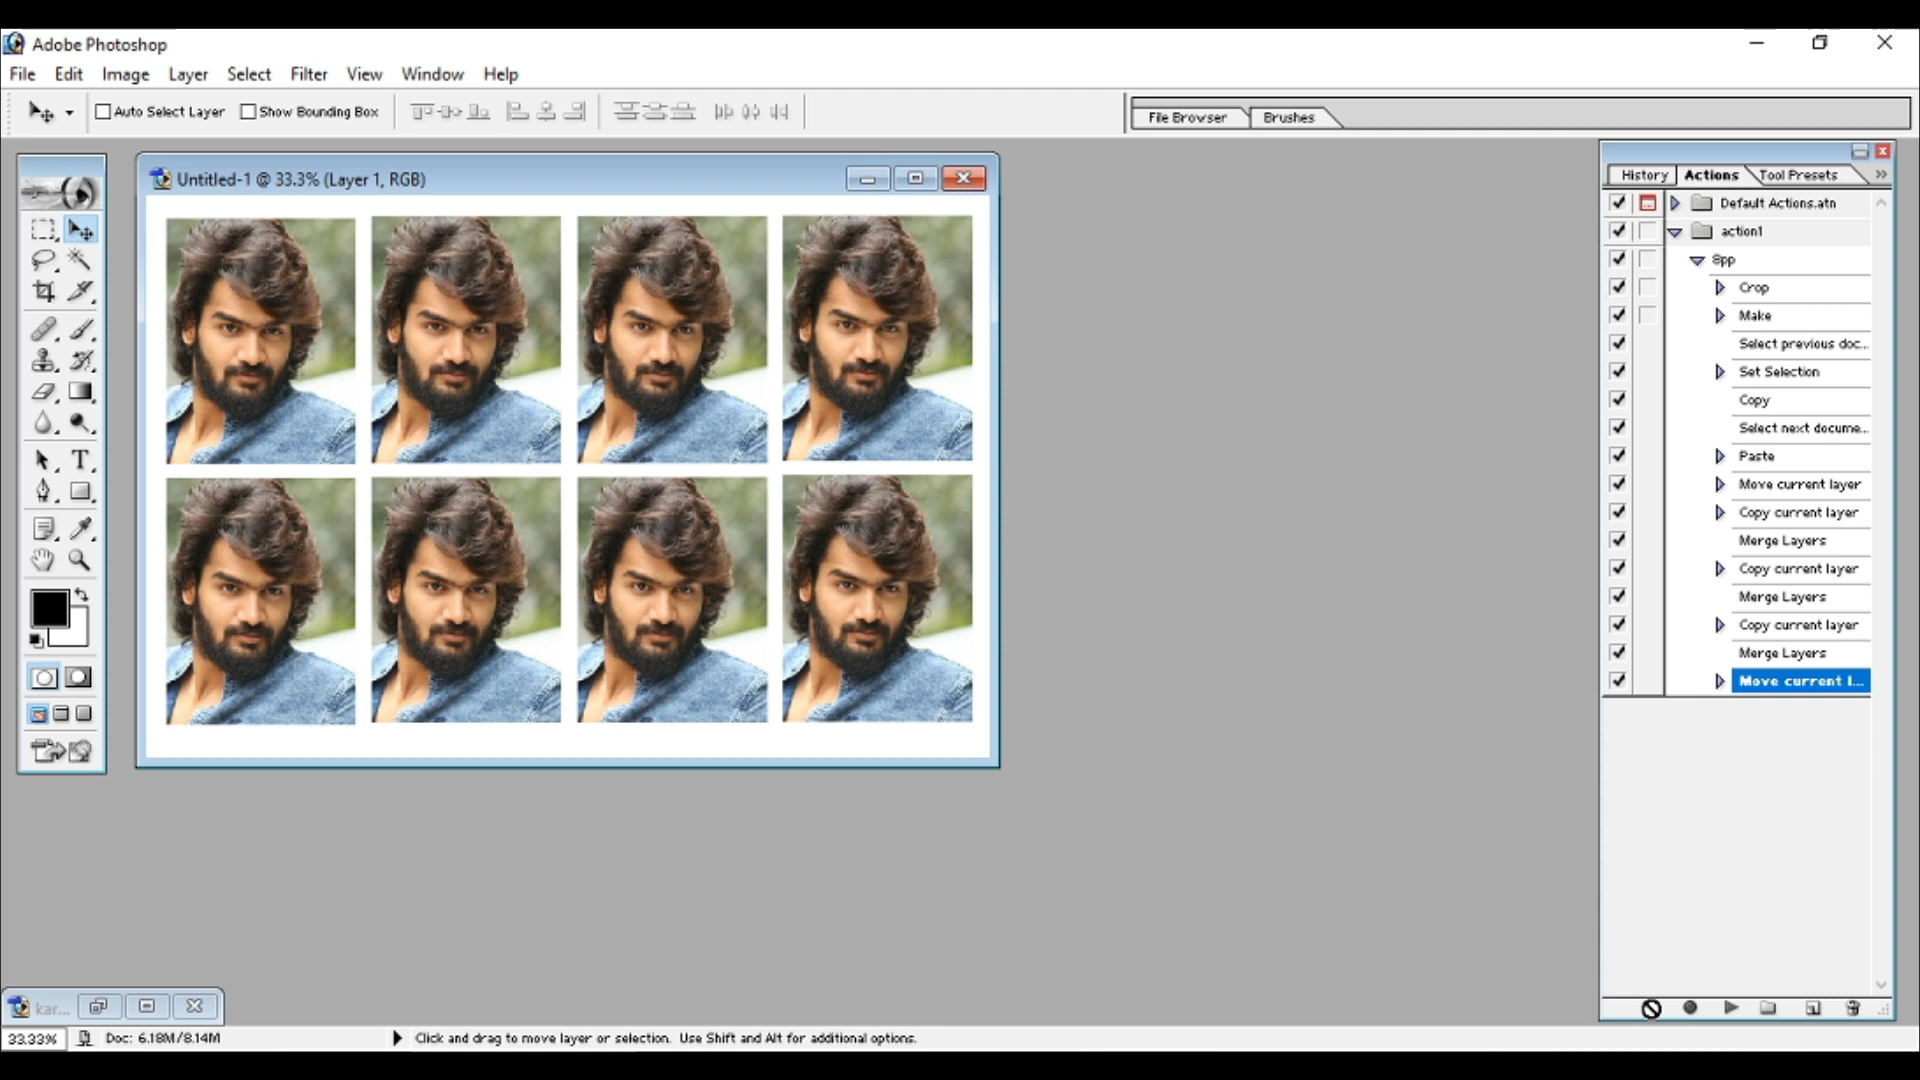 Adobe Photoshop
File Edit Image Layer Select Filter View Window Help
Auto Select Layer Show Bounding Box
File Browser Brushes
Untitled-1 @ 33.3% (Layer 1, RGB)
History Actions Tool Presets
Default Actions.atn
action1
8pp
Crop
Make
Select previous doc...
Set Selection
Copy
Select next docume...
Paste
Move current layer
Copy current layer
Merge Layers
Copy current layer
Merge Layers
Copy current layer
Merge Layers
Move current l...
T
kar...
33.33% Doc: 6.18M/8.14M Click and drag to move layer or selection. Use Shift and Alt for additional options.